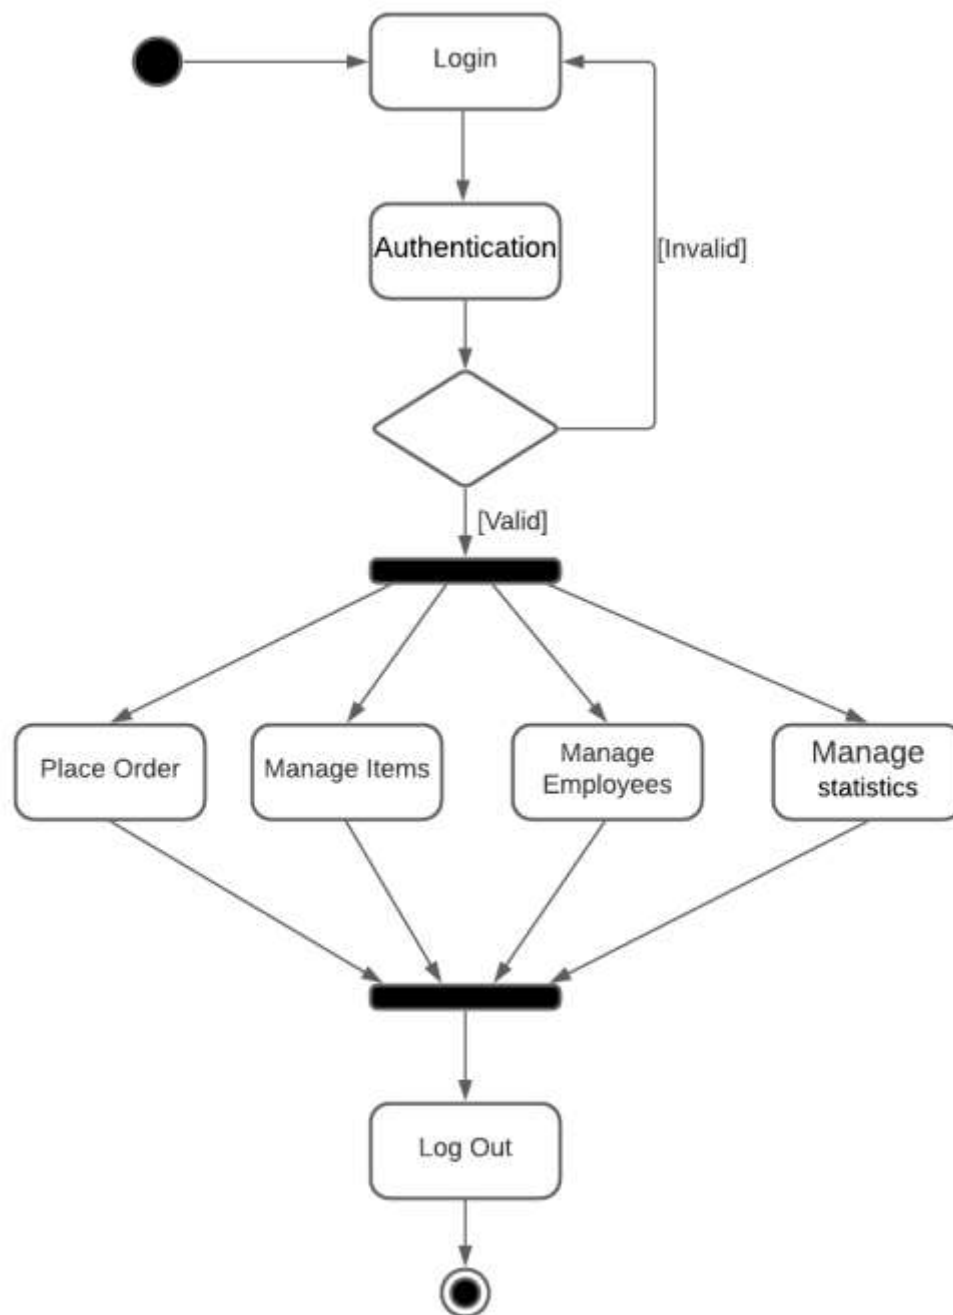 Login
Authentication
[Invalid]
[Valid]
Place Order
Manage Items
Manage
Employees
Manage
statistics
Log Out